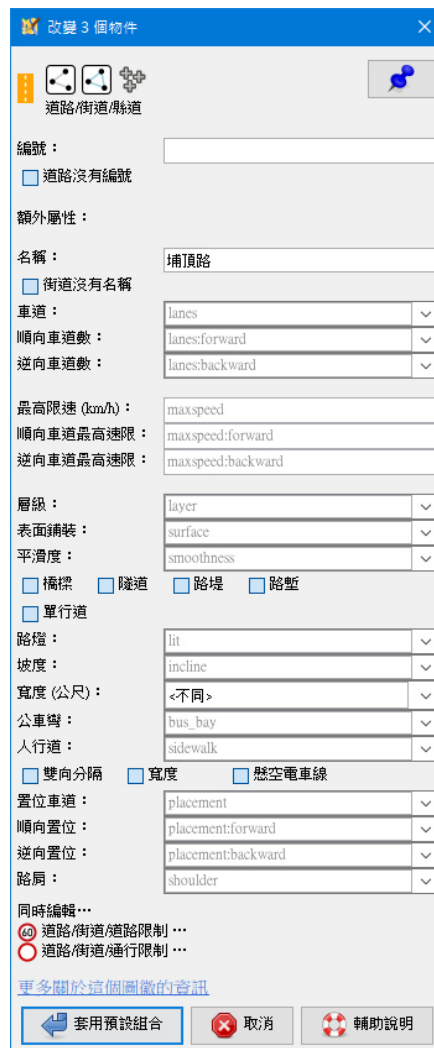 改變 3 個物件
道路/街道/縣道
編號：
道路沒有編號
額外屬性：
名稱： 埔頂路
街道沒有名稱
車道： lanes
順向車道數： lanes:forward
逆向車道數： lanes:backward
最高限速 (km/h)： maxspeed
順向車道最高速限： maxspeed:forward
逆向車道最高速限： maxspeed:backward
層級： layer
表面鋪裝： surface
平滑度： smoothness
橋樑 隧道 路堤 路塹
單行道
路燈： lit
坡度： incline
寬度 (公尺)： <不同>
公車彎： bus_bay
人行道： sidewalk
雙向分隔 寬度 懸空電車線
置位車道： placement
順向置位： placement:forward
逆向置位： placement:backward
路肩： shoulder
同時編輯…
60 道路/街道/道路限制 …
道路/街道/通行限制 …
更多關於這個圖徵的資訊
套用預設組合 取消 輔助說明